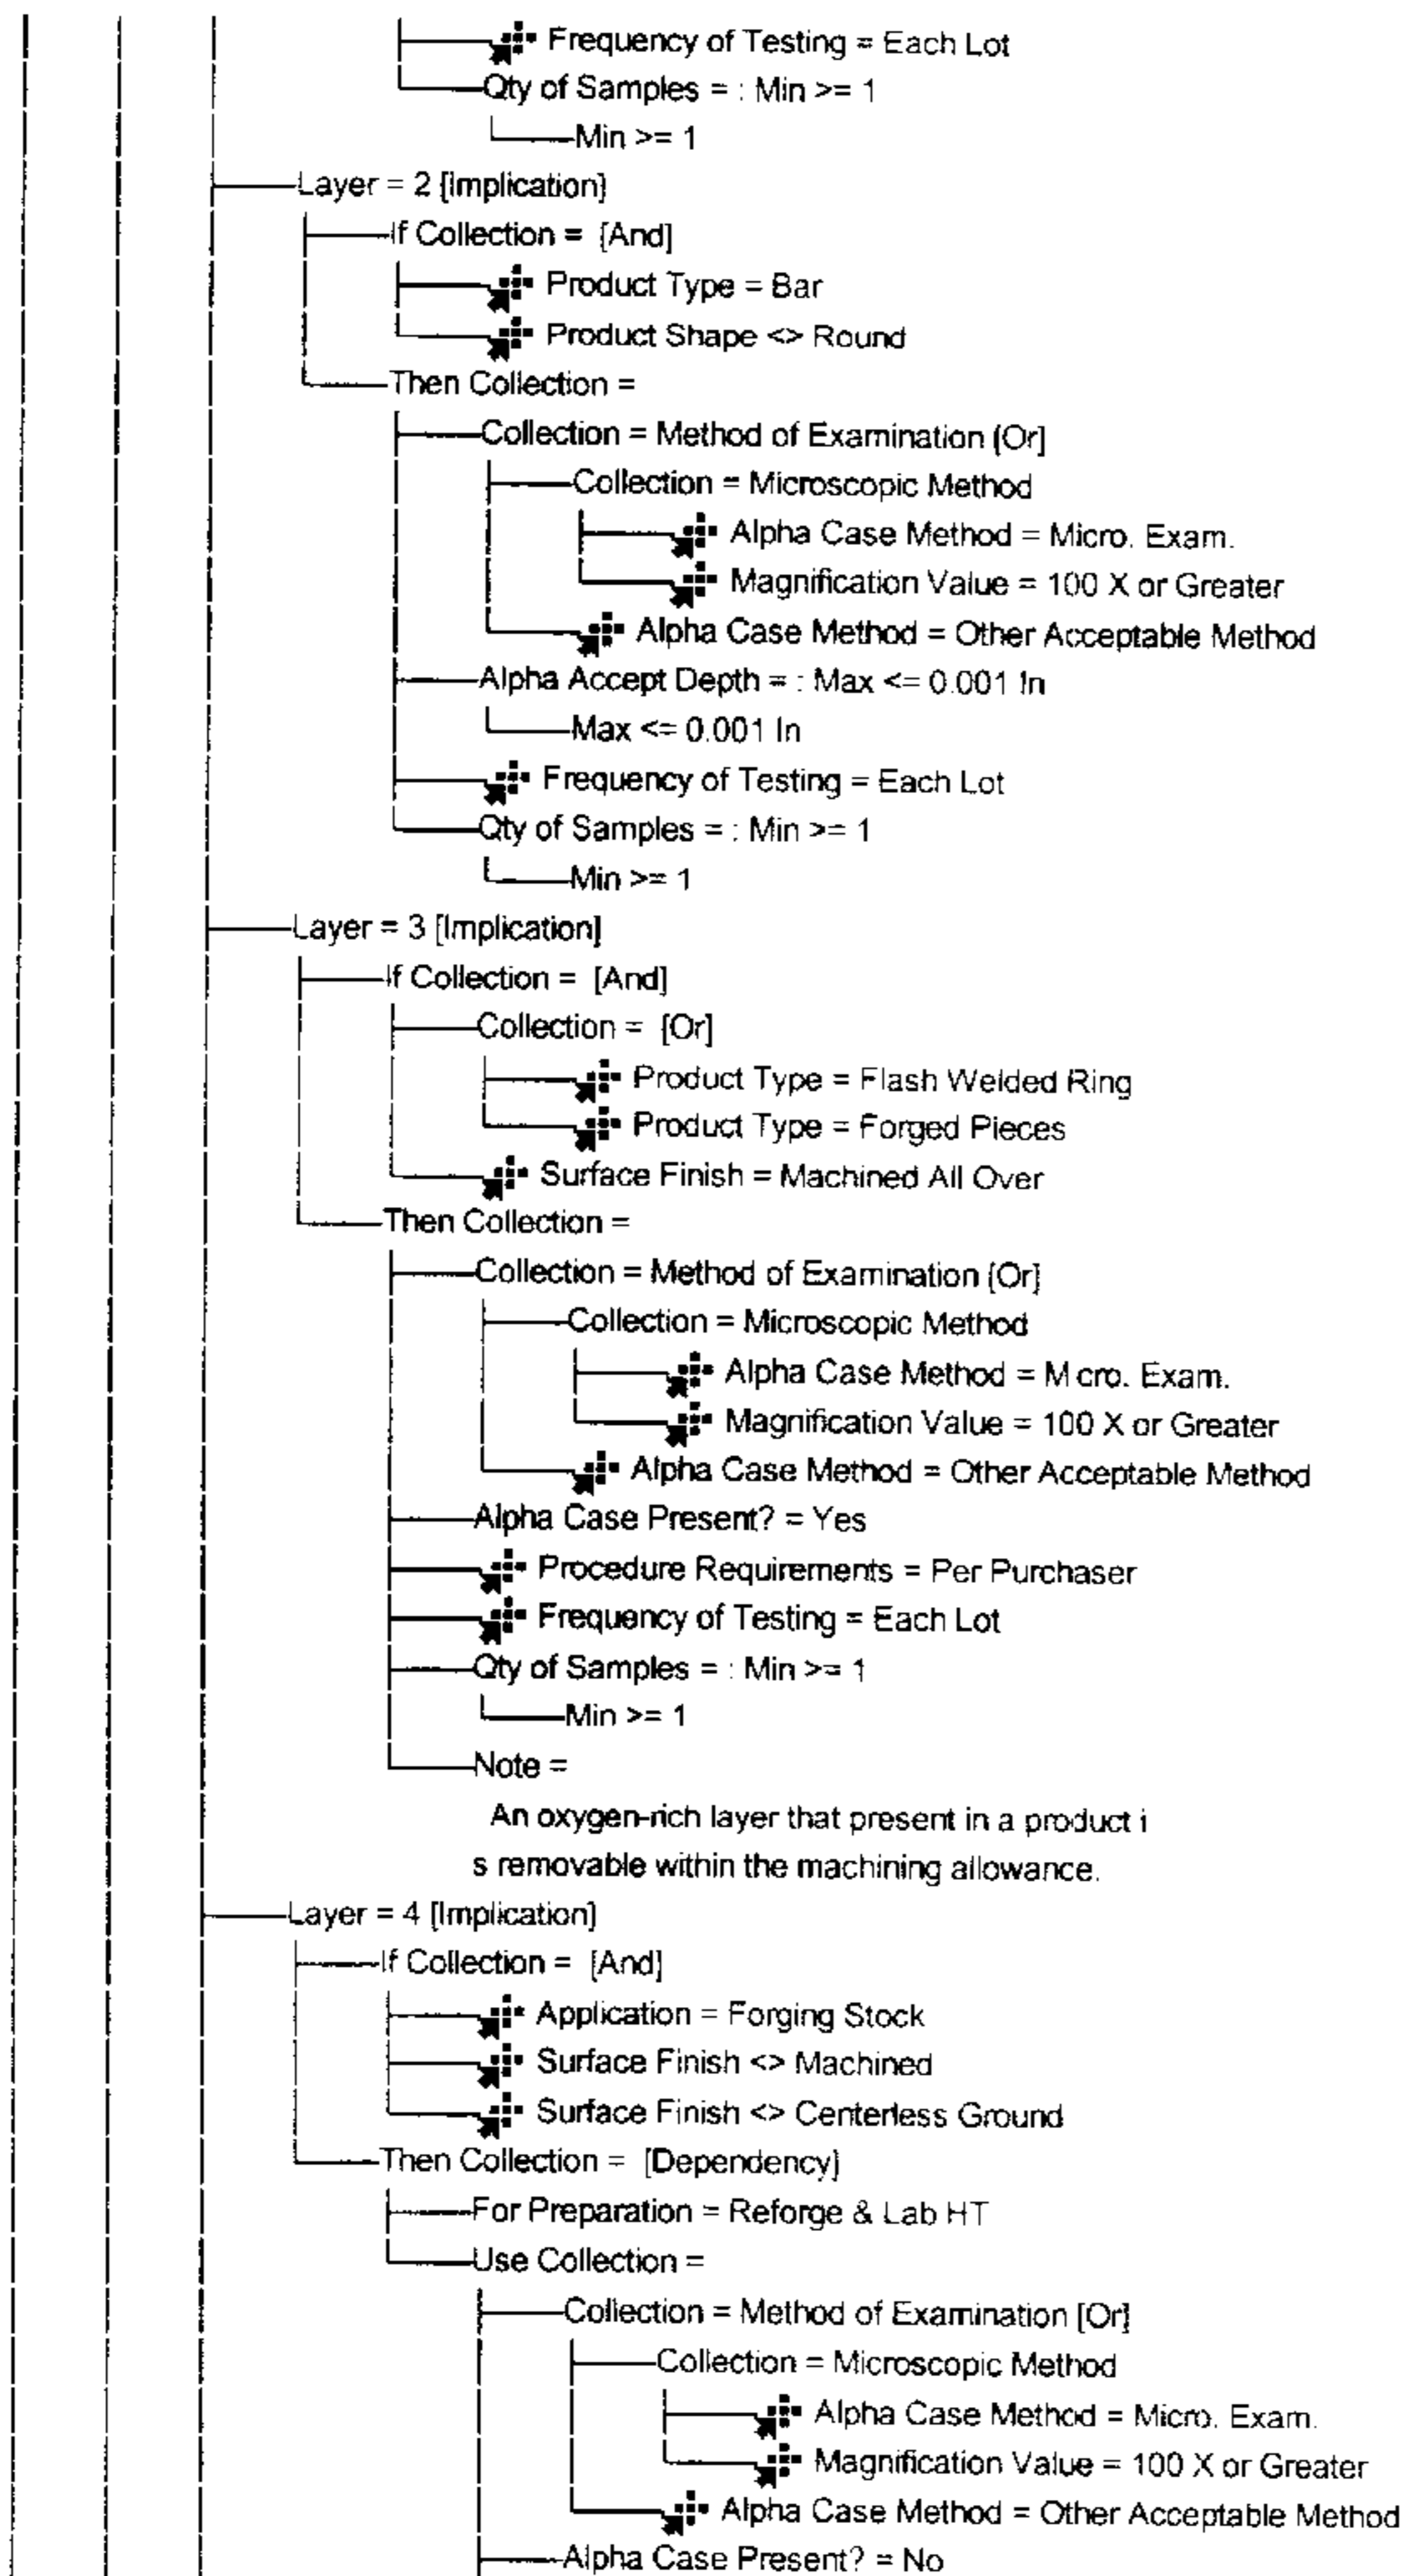 Frequency of Testing = Each Lot
Qty of Samples = : Min >= 1
Min >= 1
Layer = 2 [Implication]
If Collection = [And]
Product Type = Bar
Product Shape <> Round
Then Collection =
Collection = Method of Examination [Or]
Collection = Microscopic Method
Alpha Case Method = Micro. Exam.
Magnification Value = 100 X or Greater
Alpha Case Method = Other Acceptable Method
Alpha Accept Depth = : Max <= 0.001 In
Max <= 0.001 In
Frequency of Testing = Each Lot
Qty of Samples = : Min >= 1
Min >= 1
Layer = 3 [Implication]
If Collection = [And]
Collection = [Or]
Product Type = Flash Welded Ring
Product Type = Forged Pieces
Surface Finish = Machined All Over
Then Collection =
Collection = Method of Examination [Or]
Collection = Microscopic Method
Alpha Case Method = Micro. Exam.
Magnification Value = 100 X or Greater
Alpha Case Method = Other Acceptable Method
Alpha Case Present? = Yes
Procedure Requirements = Per Purchaser
Frequency of Testing = Each Lot
Qty of Samples = : Min >= 1
Min >= 1
Note =
An oxygen-rich layer that present in a product i
s removable within the machining allowance.
Layer = 4 [Implication]
If Collection = [And]
Application = Forging Stock
Surface Finish <> Machined
Surface Finish <> Centerless Ground
Then Collection = [Dependency]
For Preparation = Reforge & Lab HT
Use Collection =
Collection = Method of Examination [Or]
Collection = Microscopic Method
Alpha Case Method = Micro. Exam.
Magnification Value = 100 X or Greater
Alpha Case Method = Other Acceptable Method
Alpha Case Present? = No